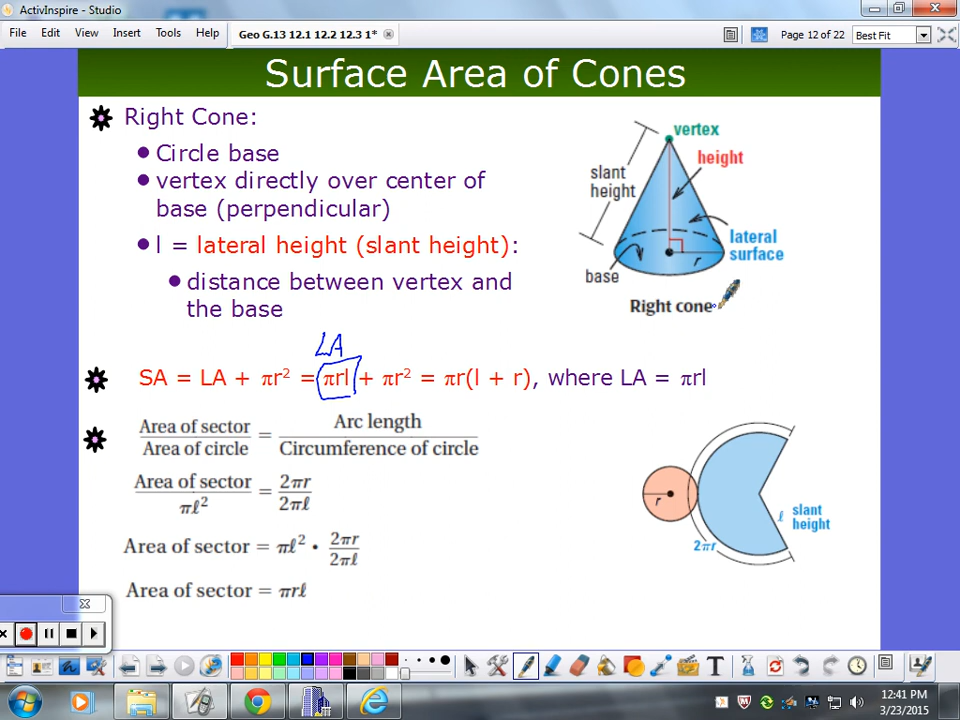 ActivInspire - Studio
File Edit View Insert Tools Help Geo G.13 12.1 12.2 12.3 1* Page 12 of 22 Best Fit
Surface Area of Cones
Right Cone:
• Circle base
• vertex directly over center of
base (perpendicular)
• l = lateral height (slant height):
• distance between vertex and
the base
vertex
height
slant
height
lateral
surface
r
base
Right cone
LA
SA = LA + πr² = πrl + πr² = πr(l + r), where LA = πrl
Area of sector / Area of circle = Arc length / Circumference of circle
Area of sector / πℓ² = 2πr / 2πℓ
Area of sector = πℓ² • 2πr / 2πℓ
Area of sector = πrℓ
r
ℓ slant
height
2πr
12:41 PM
3/23/2015